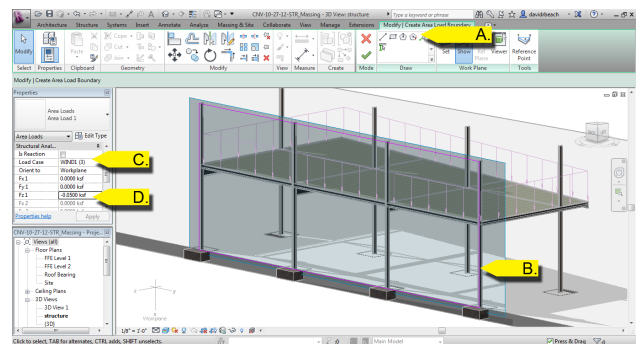 CNV-10-27-12-STR_Massing - 3D View: structure
Type a keyword or phrase
davidbeach
Architecture Structure Systems Insert Annotate Analyze Massing & Site Collaborate View Manage Extensions Modify | Create Area Load Boundary
A.
Modify
Paste
Cope
Cut
Join
Set Show Ref Plane Viewer Reference Point
Select Properties Clipboard Geometry Modify View Measure Create Mode Draw Work Plane Tools
Modify | Create Area Load Boundary
Properties
Area Loads
Area Load 1
Area Loads Edit Type
Structural Anal...
Is Reaction
Load Case WIND1 (3)
C.
Orient to Workplane
Fx 1 0.0000 ksf
Fy 1 0.0000 ksf
Fz 1 -0.0500 ksf
D.
Fx 2 0.0000 ksf
Properties help Apply
CNV-10-27-12-STR_Massing - Proje...
Views (all)
Floor Plans
FFE Level 1
FFE Level 2
Roof Bearing
Site
Ceiling Plans
3D Views
3D View 1
structure
{3D}
B.
Workplane
1/8" = 1'-0"
Click to select, TAB for alternates, CTRL adds, SHIFT unselects.
:0
Main Model
Press & Drag